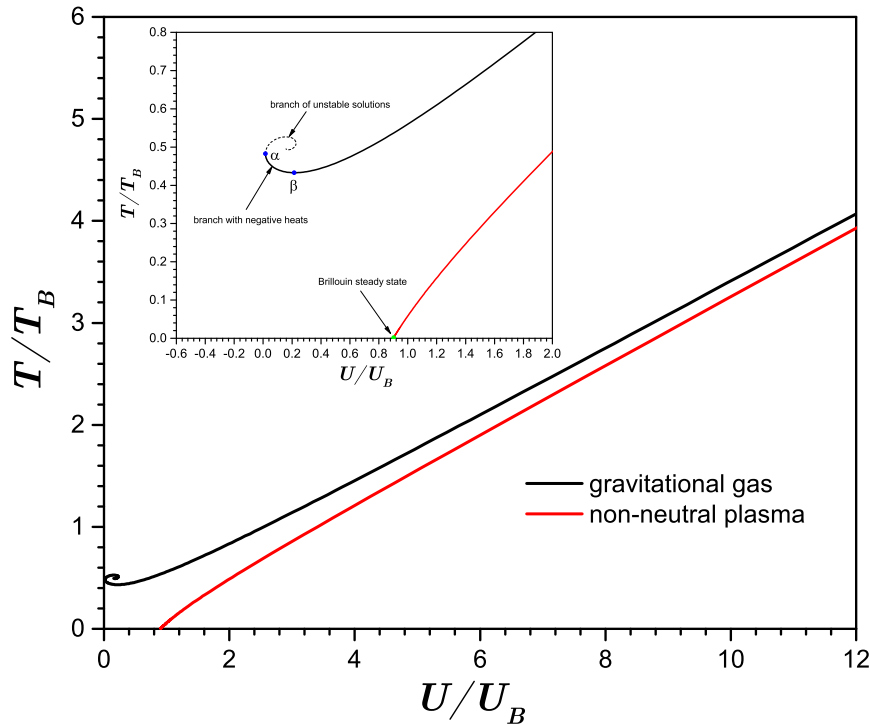 6
5
4
3
2
1
0
T/T_B
0 2 4 6 8 10 12
U/U_B
0.8
0.7
0.6
0.5
0.4
0.3
0.2
0.1
0.0
T/T_B
-0.6 -0.4 -0.2 0.0 0.2 0.4 0.6 0.8 1.0 1.2 1.4 1.6 1.8 2.0
U/U_B
branch of unstable solutions
α
β
branch with negative heats
Brillouin steady state
gravitational gas
non-neutral plasma